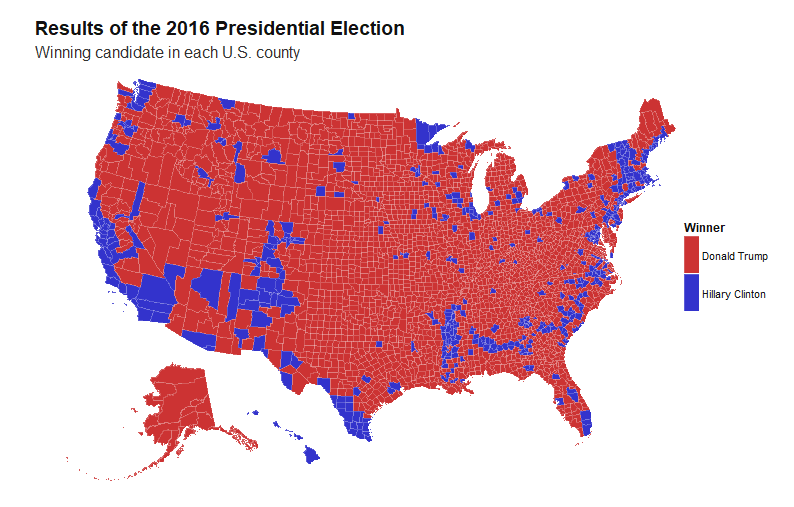 Results of the 2016 Presidential Election
Winning candidate in each U.S. county
Winner
Donald Trump
Hillary Clinton